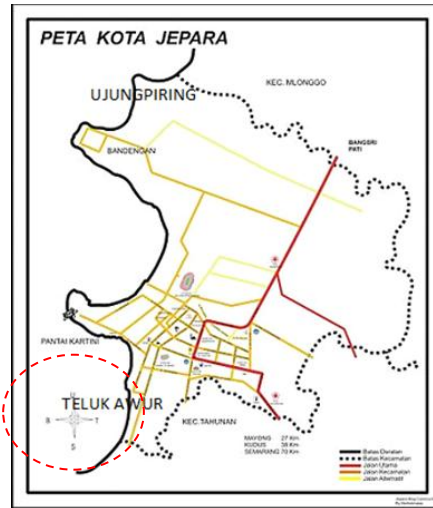 PETA KOTA JEPARA
KEC. MLONGGO
UJUNGPIRING
BANGSRI
PATI
BANDENGAN
PANTAI KARTINI
TELUK AWUR
U
B T
S
KEC. TAHUNAN
MAYONG 27 Km
KUDUS 38 Km
SEMARANG 70 Km
Batas Daratan
Batas Kecamatan
Jalan Utama
Jalan Kecamatan
Jalan Alternatif